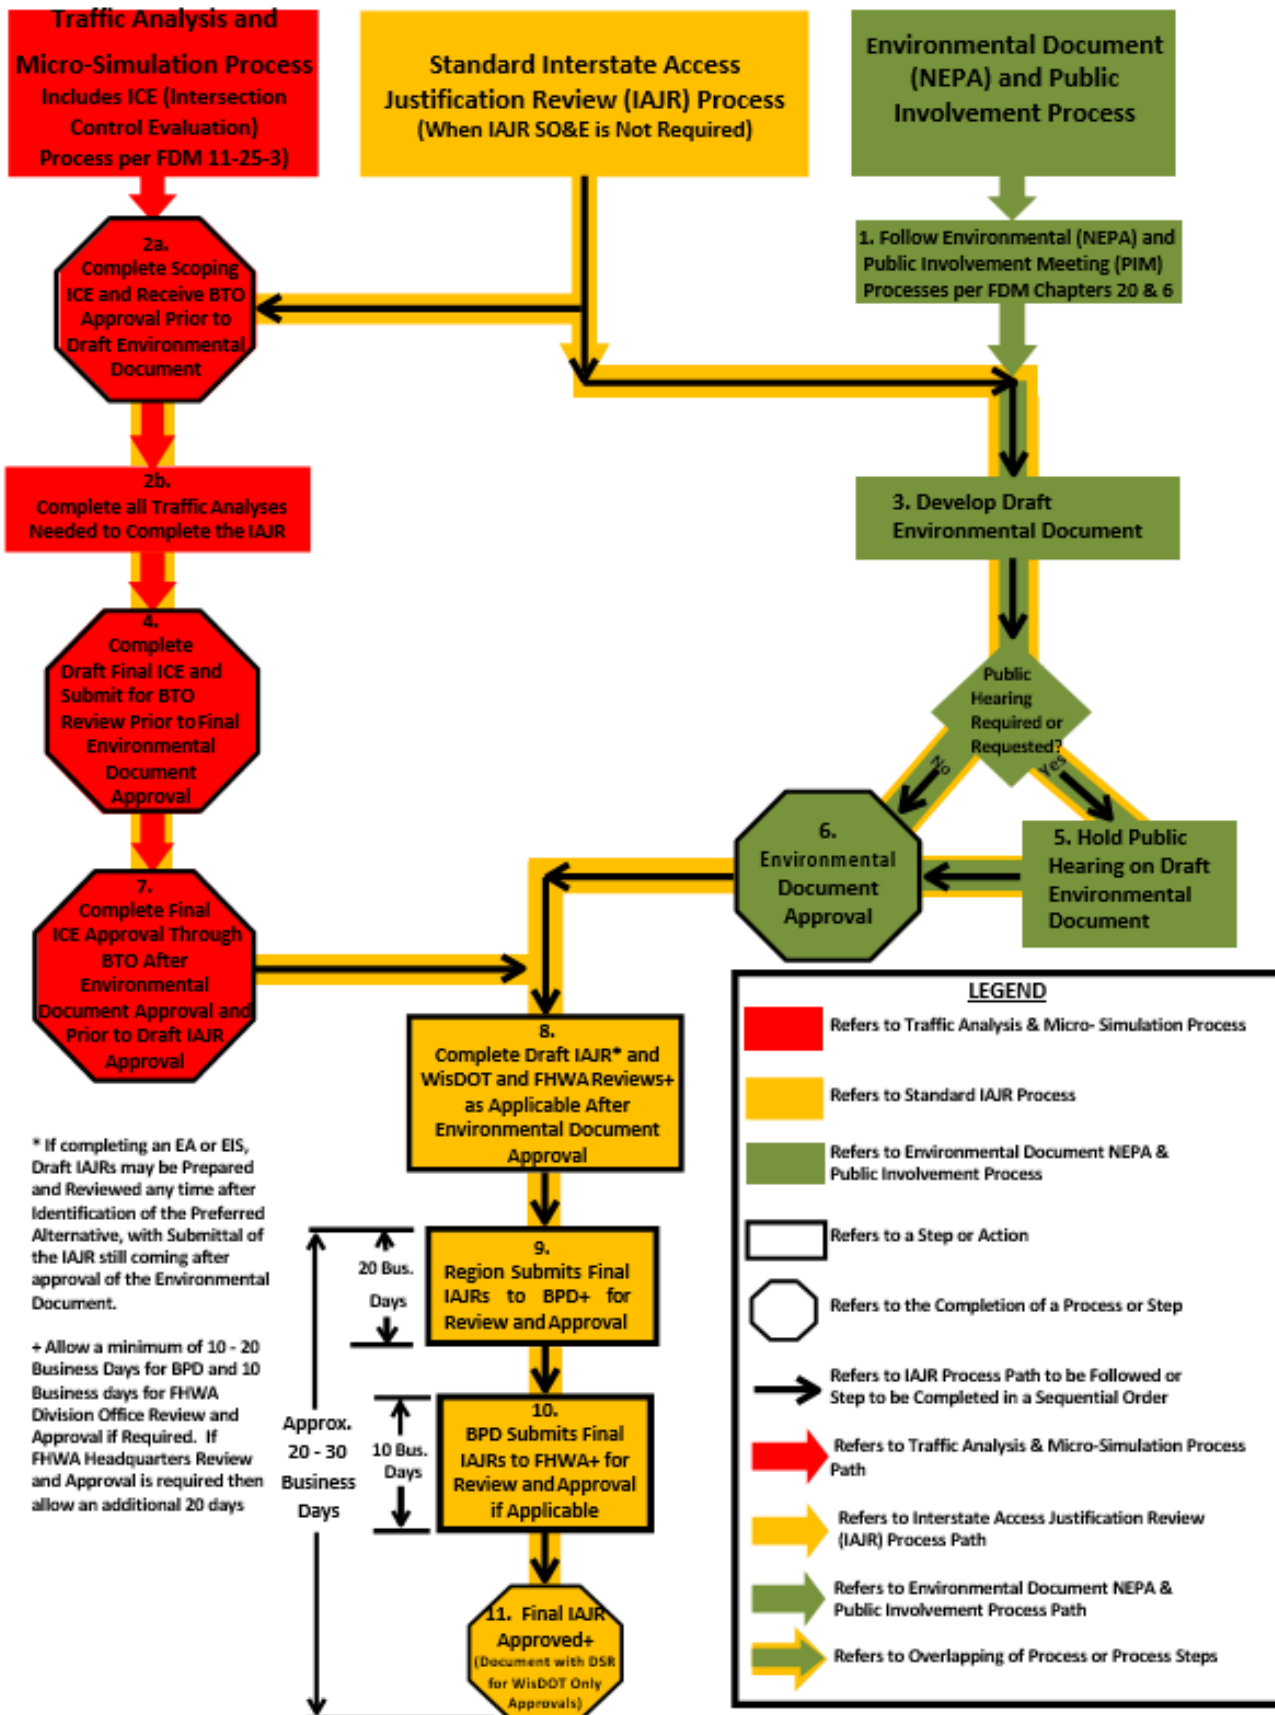 Traffic Analysis and
Micro-Simulation Process
Includes ICE (Intersection
Control Evaluation)
Process per FDM 11-25-3)
Standard Interstate Access
Justification Review (IAJR) Process
(When IAJR SO&E is Not Required)
Environmental Document
(NEPA) and Public
Involvement Process
2a.
Complete Scoping
ICE and Receive BTO
Approval Prior to
Draft Environmental
Document
1. Follow Environmental (NEPA) and
Public Involvement Meeting (PIM)
Processes per FDM Chapters 20 & 6
2b.
Complete all Traffic Analyses
Needed to Complete the IAJR
3. Develop Draft
Environmental Document
4.
Complete
Draft Final ICE and
Submit for BTO
Review Prior to Final
Environmental
Document
Approval
Public
Hearing
Required or
Requested?
No
Yes
5. Hold Public
Hearing on Draft
Environmental
Document
6.
Environmental
Document
Approval
7.
Complete Final
ICE Approval Through
BTO After
Environmental
Document Approval and
Prior to Draft IAJR
Approval
8.
Complete Draft IAJR* and
WisDOT and FHWA Reviews+
as Applicable After
Environmental Document
Approval
* If completing an EA or EIS,
Draft IAJRs may be Prepared
and Reviewed any time after
Identification of the Preferred
Alternative, with Submittal of
the IAJR still coming after
approval of the Environmental
Document.
+ Allow a minimum of 10 - 20
Business Days for BPD and 10
Business days for FHWA
Division Office Review and
Approval if Required. If
FHWA Headquarters Review
and Approval is required then
allow an additional 20 days
Approx.
20 - 30
Business
Days
20 Bus.
Days
9.
Region Submits Final
IAJRs to BPD+ for
Review and Approval
10 Bus.
Days
10.
BPD Submits Final
IAJRs to FHWA+ for
Review and Approval
if Applicable
11. Final IAJR
Approved+
(Document with DSR
for WisDOT Only
Approvals)
LEGEND
Refers to Traffic Analysis & Micro- Simulation Process
Refers to Standard IAJR Process
Refers to Environmental Document NEPA &
Public Involvement Process
Refers to a Step or Action
Refers to the Completion of a Process or Step
Refers to IAJR Process Path to be Followed or
Step to be Completed in a Sequential Order
Refers to Traffic Analysis & Micro-Simulation Process
Path
Refers to Interstate Access Justification Review
(IAJR) Process Path
Refers to Environmental Document NEPA &
Public Involvement Process Path
Refers to Overlapping of Process or Process Steps